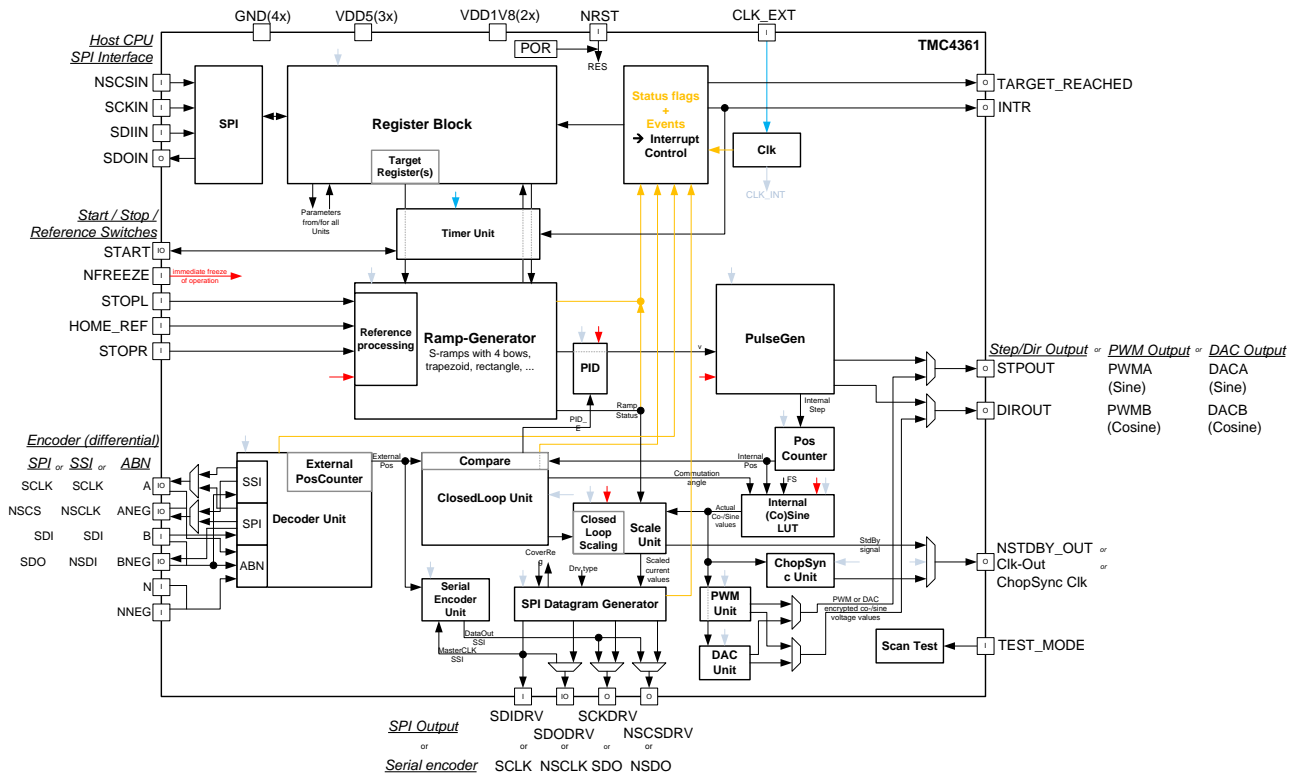 GND(4x)
VDD5(3x)
VDD1V8(2x)
NRST
CLK_EXT
Host CPU
SPI Interface
I
I
POR
RES
TMC4361
NSCSIN
I
SCKIN
I
SDIIN
I
SDOIN
O
SPI
Register Block
Target
Register(s)
Status flags
+
Events
→ Interrupt
Control
Clk
CLK_INT
O
TARGET_REACHED
O
INTR
Parameters
from/for all
Units
Timer Unit
Start / Stop /
Reference Switches
START
IO
NFREEZE
I
immediate freeze
of operation
STOPL
I
HOME_REF
I
STOPR
I
Reference
processing
Ramp-Generator
S-ramps with 4 bows,
trapezoid, rectangle, ...
PID
v
PulseGen
Step/Dir Output or PWM Output or DAC Output
O
STPOUT
PWMA
(Sine)
DACA
(Sine)
O
DIROUT
PWMB
(Cosine)
DACB
(Cosine)
Ramp
Status
PID_
E
Internal
Step
Pos
Counter
Encoder (differential)
SPI or SSI or ABN
SCLK SCLK A
IO
NSCS NSCLK ANEG
IO
SDI SDI B
I
SDO NSDI BNEG
IO
N
I
NNEG
I
SSI
SPI
ABN
Decoder Unit
External
PosCounter
External
Pos
Compare
ClosedLoop Unit
Internal
Pos
Commutation
angle
FS
Internal
(Co)Sine
LUT
Actual
Co-/Sine
values
Closed
Loop
Scaling
Scale
Unit
StdBy
signal
CoverRe
g
Drv.type
Scaled
current
values
ChopSyn
c Unit
O
NSTDBY_OUT or
Clk-Out or
ChopSync Clk
Serial
Encoder
Unit
SPI Datagram Generator
PWM
Unit
DAC
Unit
PWM or DAC
encrypted co-/sine
voltage values
DataOut
SSI
MasterCLK
SSI
Scan Test
I
TEST_MODE
I
IO
O
O
SDIDRV
SCKDRV
SPI Output
SDODRV
NSCSDRV
or or or or or
Serial encoder SCLK NSCLK SDO NSDO